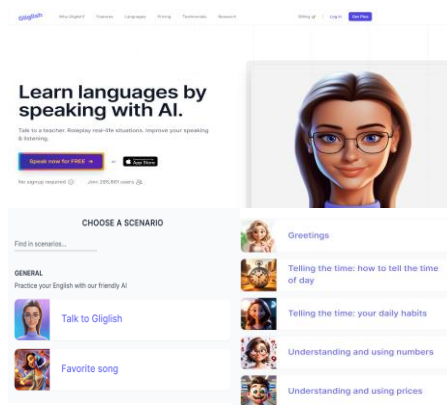 Gliglish
Why Gliglish? Features Languages Pricing Testimonials Research
Log in Get Plus
Learn languages by
speaking with AI.
Talk to a teacher. Roleplay real-life situations. Improve your speaking
& listening.
Speak now for FREE → or App Store
No signup required
CHOOSE A SCENARIO
Find in scenarios...
GENERAL
Practice your English with our friendly AI
Talk to Gliglish
Favorite song
Greetings
Telling the time: how to tell the time
of day
Telling the time: your daily habits
Understanding and using numbers
Understanding and using prices